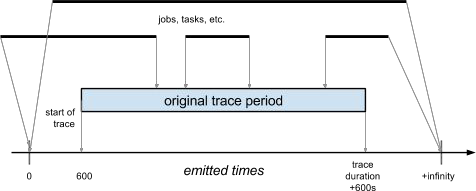 jobs, tasks, etc.
original trace period
start of
trace
0
600
emitted times
trace
duration
+600s
+infinity